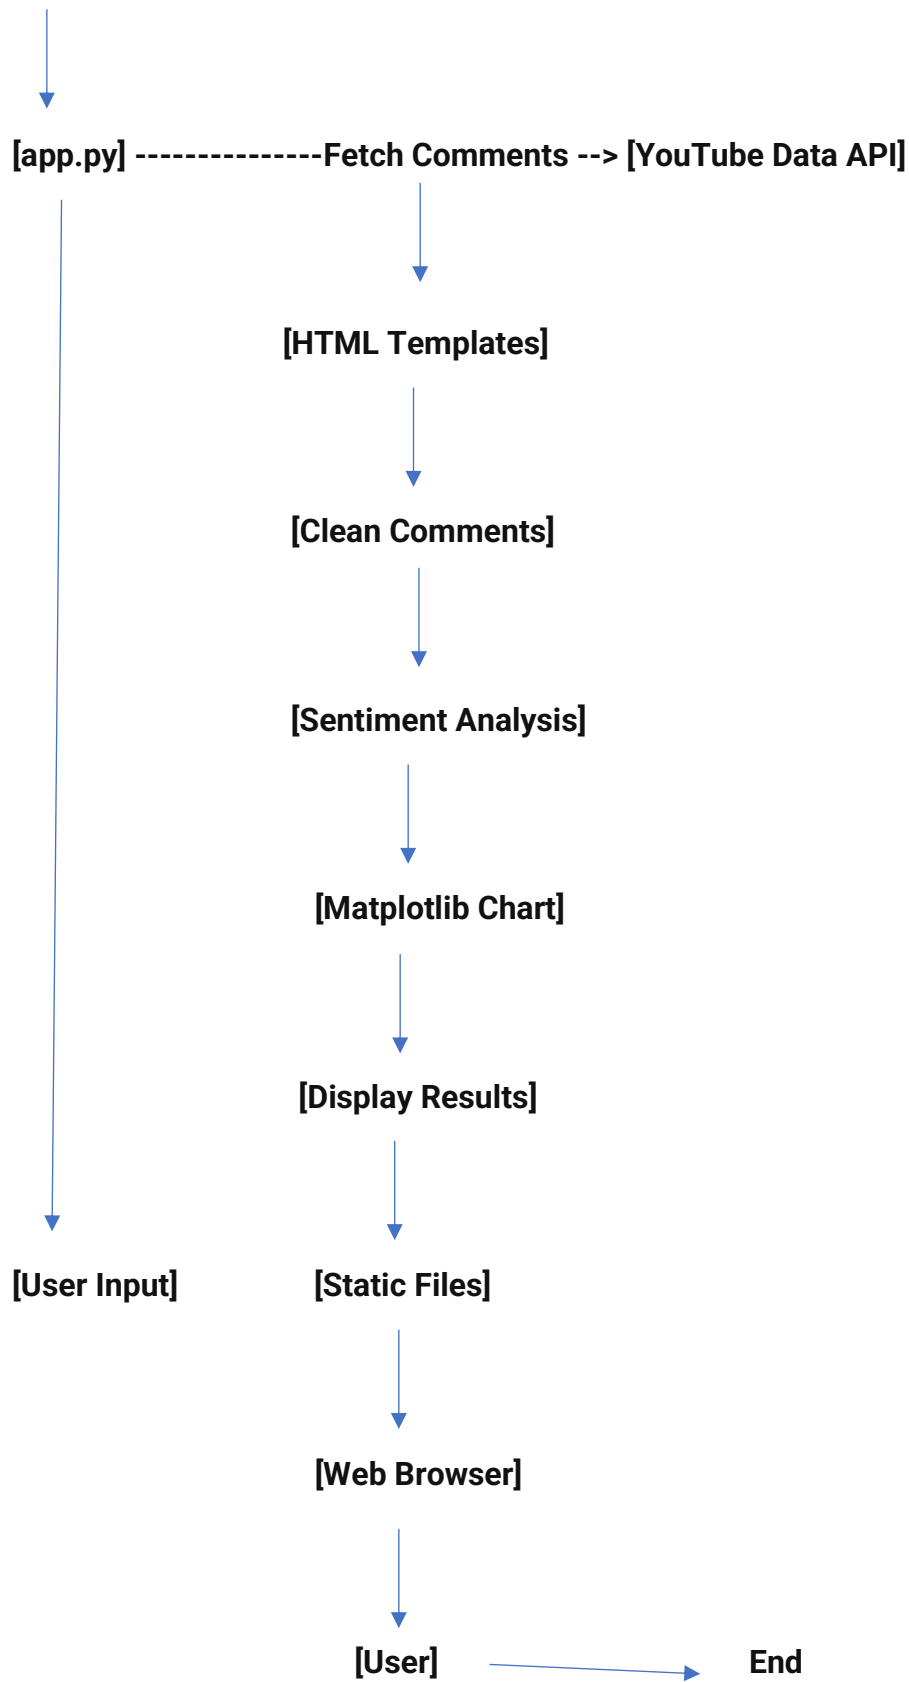 [app.py] ---------------Fetch Comments --> [YouTube Data API]
[HTML Templates]
[Clean Comments]
[Sentiment Analysis]
[Matplotlib Chart]
[Display Results]
[User Input] [Static Files]
[Web Browser]
[User] End